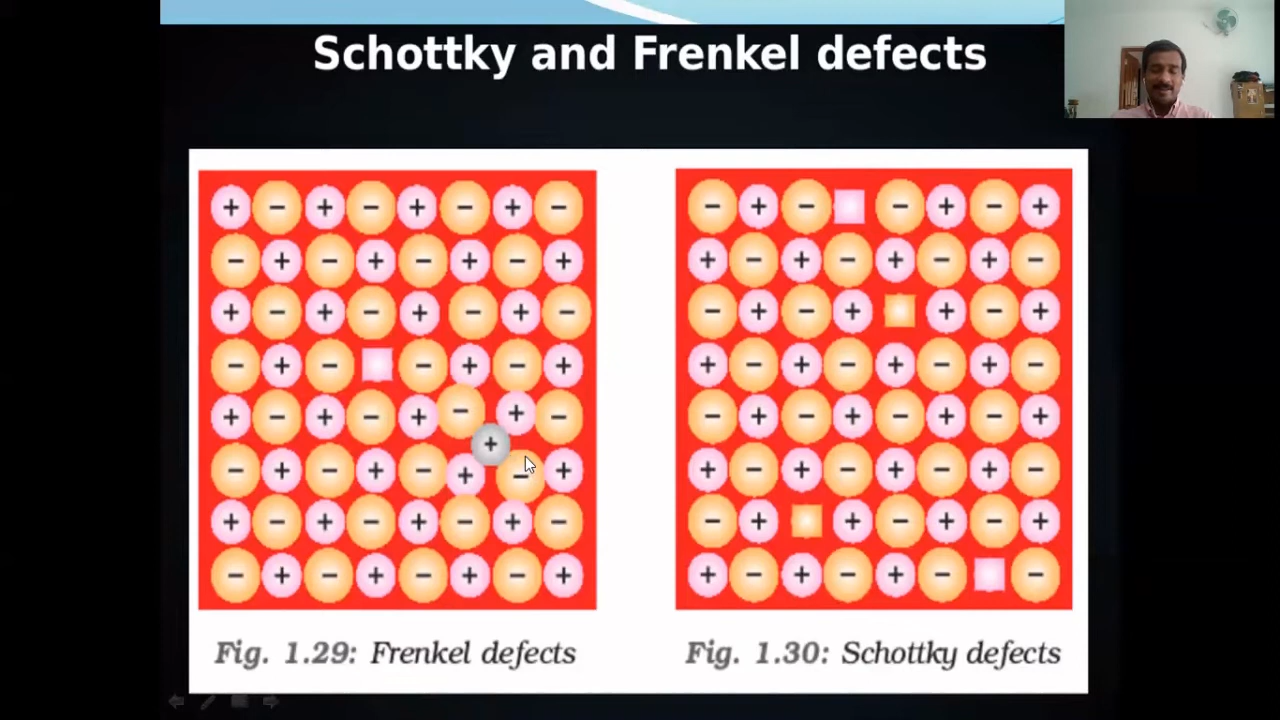 Schottky and Frenkel defects
+ − + − + − + −
− + − + − + − +
+ − + − + − + −
− + − − + − +
+ − + − + − + −
+
− + − + − + − +
+ − + − + − + −
− + − + − + − +
Fig. 1.29: Frenkel defects
− + − − + − +
+ − + − + − + −
− + − + + − +
+ − + − + − + −
− + − + − + − +
+ − + − + − + −
− + + − + − +
+ − + − + − −
Fig. 1.30: Schottky defects